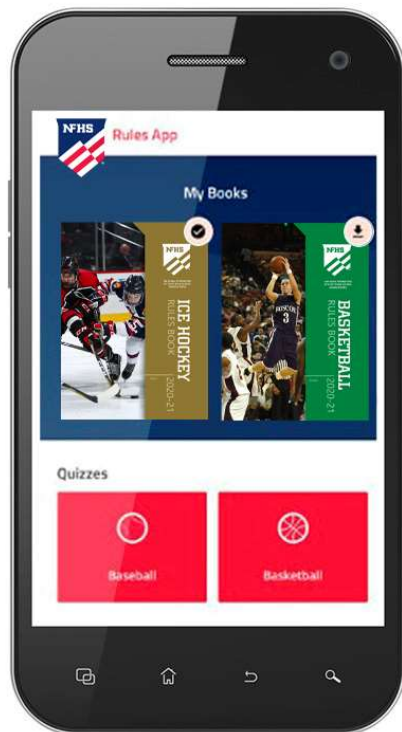 NFHS
Rules App
My Books
NFHS
ICE HOCKEY
RULES BOOK
2020-21
NFHS
BASKETBALL
RULES BOOK
2020-21
3
Quizzes
Baseball
Basketball